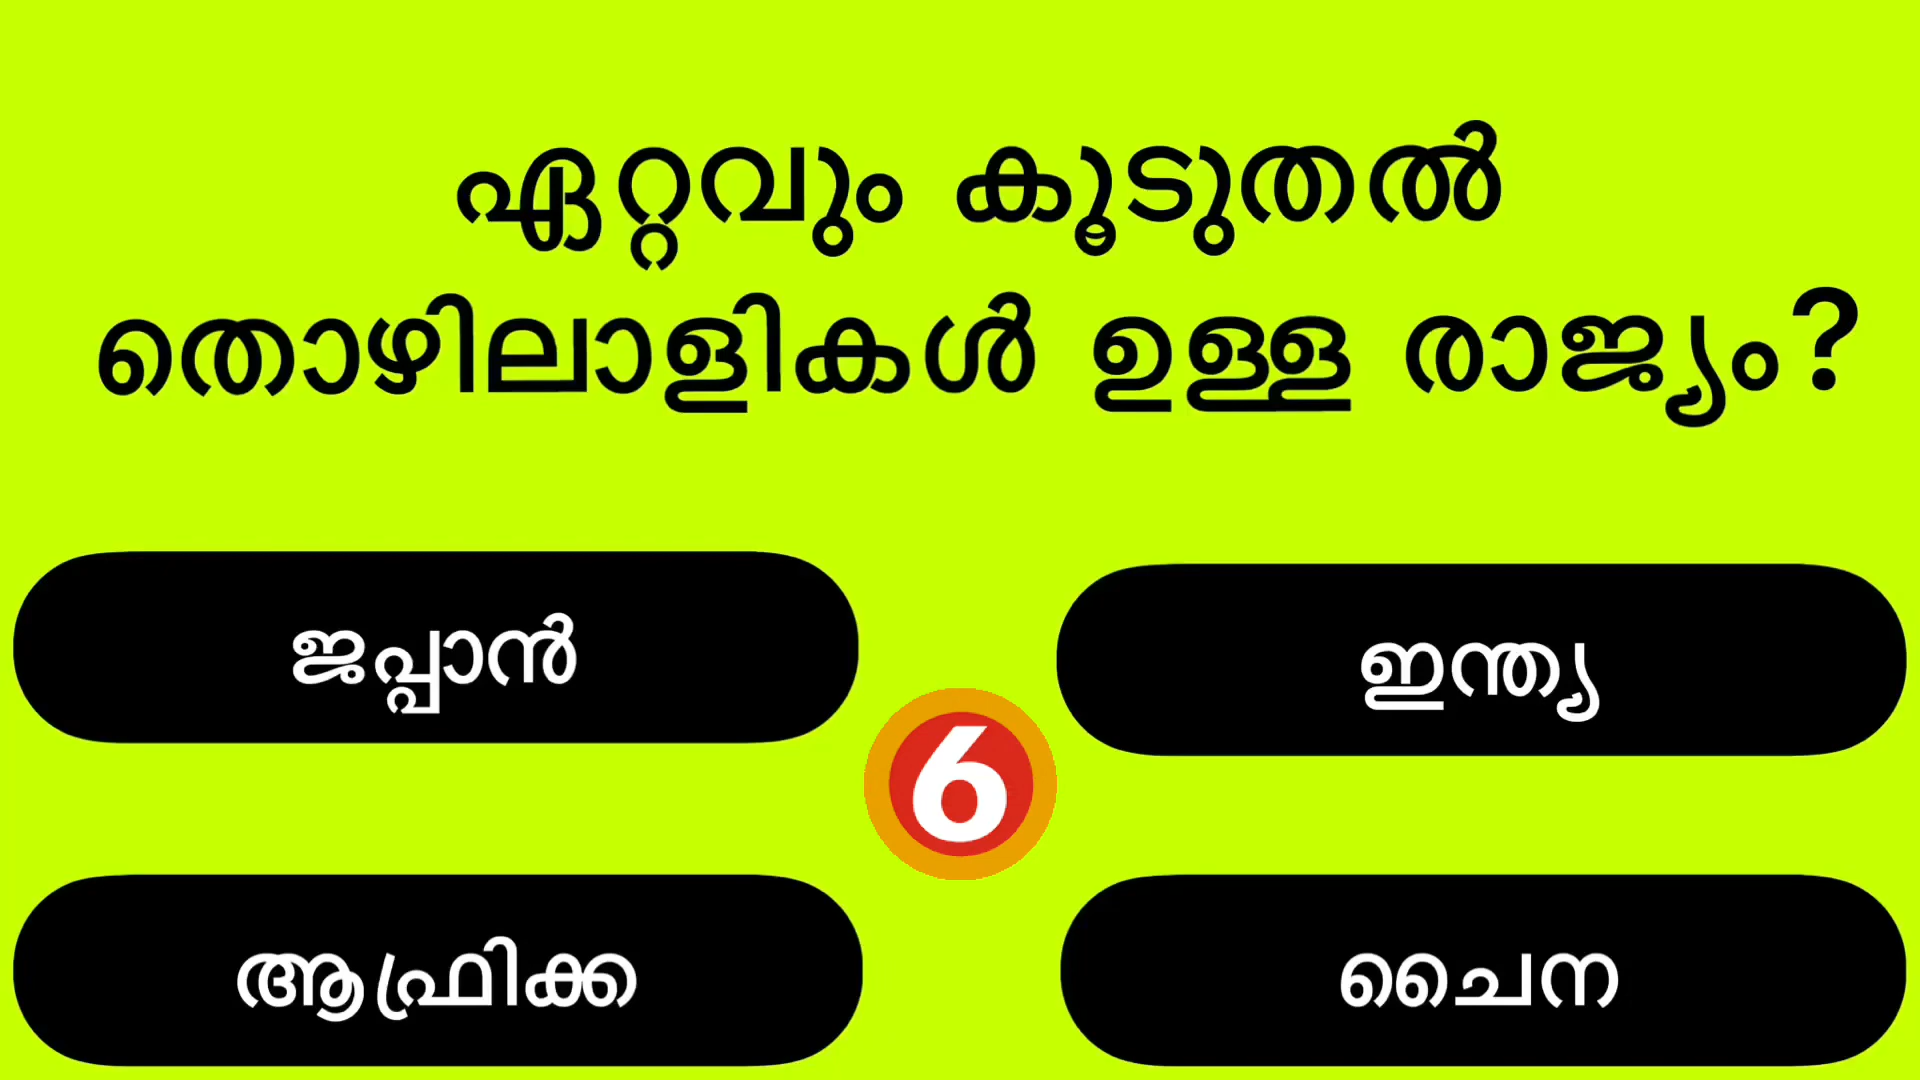 ഏറ്റവും കൂടുതൽ
തൊഴിലാളികൾ ഉള്ള രാജ്യം?
ജപ്പാൻ
ഇന്ത്യ
6
ആഫ്രിക്ക
ചൈന